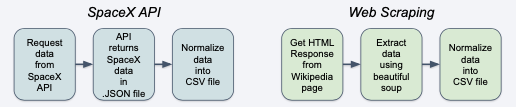 SpaceX API
Request
data
from
SpaceX
API
API
returns
SpaceX
data
in
.JSON file
Normalize
data
into
CSV file
Web Scraping
Get HTML
Response
from
Wikipedia
page
Extract
data
using
beautiful
soup
Normalize
data
into
CSV file